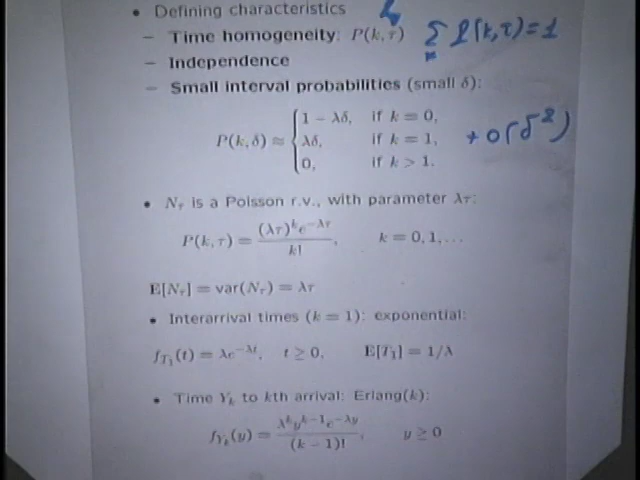 • Defining characteristics
– Time homogeneity: P(k, τ) Σ_k P(k, τ) = 1
– Independence
– Small interval probabilities (small δ):
P(k, δ) ≈ { 1 − λδ, if k = 0,
λδ, if k = 1, + o(δ²)
0, if k > 1.
• N_τ is a Poisson r.v., with parameter λτ:
P(k, τ) = (λτ)^k e^{−λτ} / k!, k = 0, 1, ...
E[N_τ] = var(N_τ) = λτ
• Interarrival times (k = 1): exponential:
f_{T_1}(t) = λe^{−λt}, t ≥ 0, E[T_1] = 1/λ
• Time Y_k to kth arrival: Erlang(k):
f_{Y_k}(y) = λ^k y^{k−1} e^{−λy} / (k − 1)!, y ≥ 0